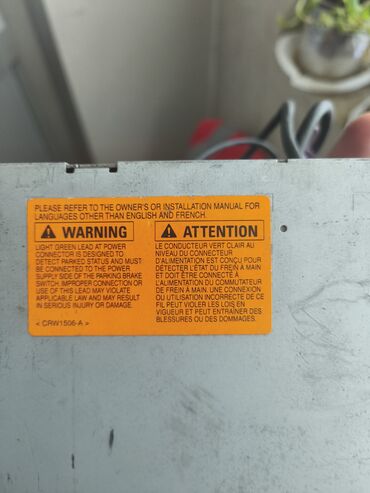 PLEASE REFER TO THE OWNER'S OR INSTALLATION MANUAL FOR
LANGUAGES OTHER THAN ENGLISH AND FRENCH.
WARNING
LIGHT GREEN LEAD AT POWER
CONNECTOR IS DESIGNED TO
DETECT PARKED STATUS AND MUST
BE CONNECTED TO THE POWER
SUPPLY SIDE OF THE PARKING BRAKE
SWITCH. IMPROPER CONNECTION OR
USE OF THIS LEAD MAY VIOLATE
APPLICABLE LAW AND MAY RESULT
IN SERIOUS INJURY OR DAMAGE.
< CRW1506-A >
ATTENTION
LE CONDUCTEUR VERT CLAIR AU
NIVEAU DU CONNECTEUR
D'ALIMENTATION EST CONÇU POUR
DÉTECTER L'ÉTAT DU FREIN À MAIN
ET DOIT ÊTRE CONNECTÉ À
L'ALIMENTATION DU COMMUTATEUR
DE FREIN À MAIN. UNE CONNEXION
OU UTILISATION INCORRECTE DE CE
FIL PEUT VIOLER LES LOIS EN
VIGUEUR ET PEUT ENTRAÎNER DES
BLESSURES OU DES DOMMAGES.